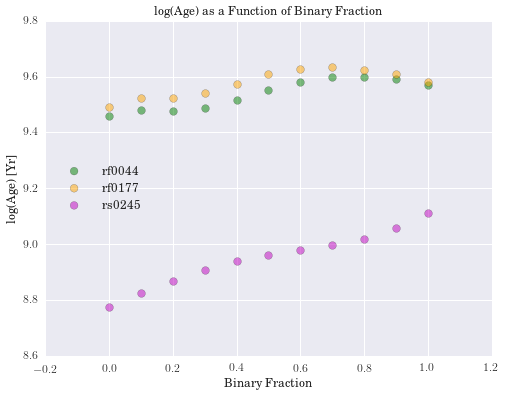 log(Age) as a Function of Binary Fraction
9.8
9.6
9.4
9.2
9.0
8.8
8.6
log(Age) [Yr]
rf0044
rf0177
rs0245
−0.2 0.0 0.2 0.4 0.6 0.8 1.0 1.2
Binary Fraction